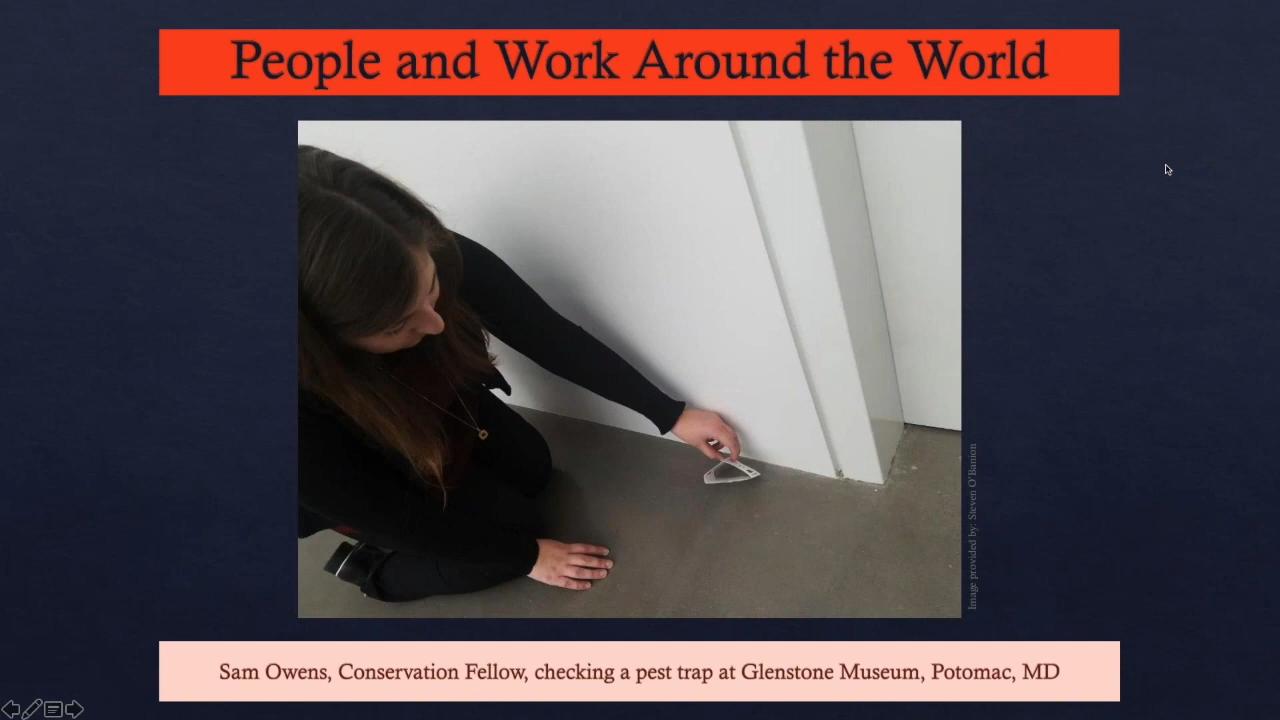 People and Work Around the World
Image provided by: Steven O'Banion
Sam Owens, Conservation Fellow, checking a pest trap at Glenstone Museum, Potomac, MD